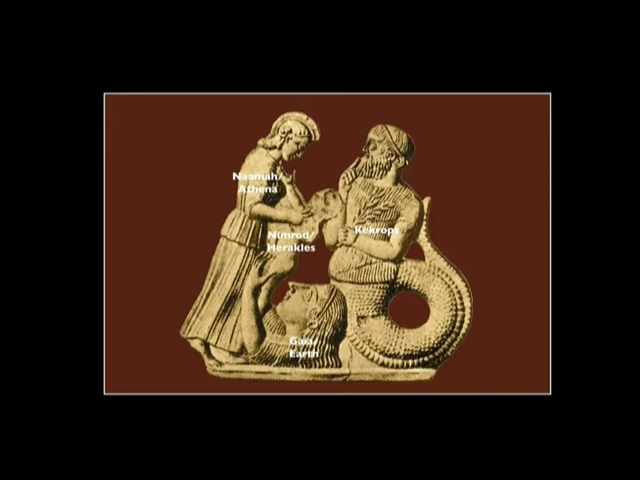 Naamah/
Athena
Nimrod/
Herakles
Kekrops
Gaia/
Earth